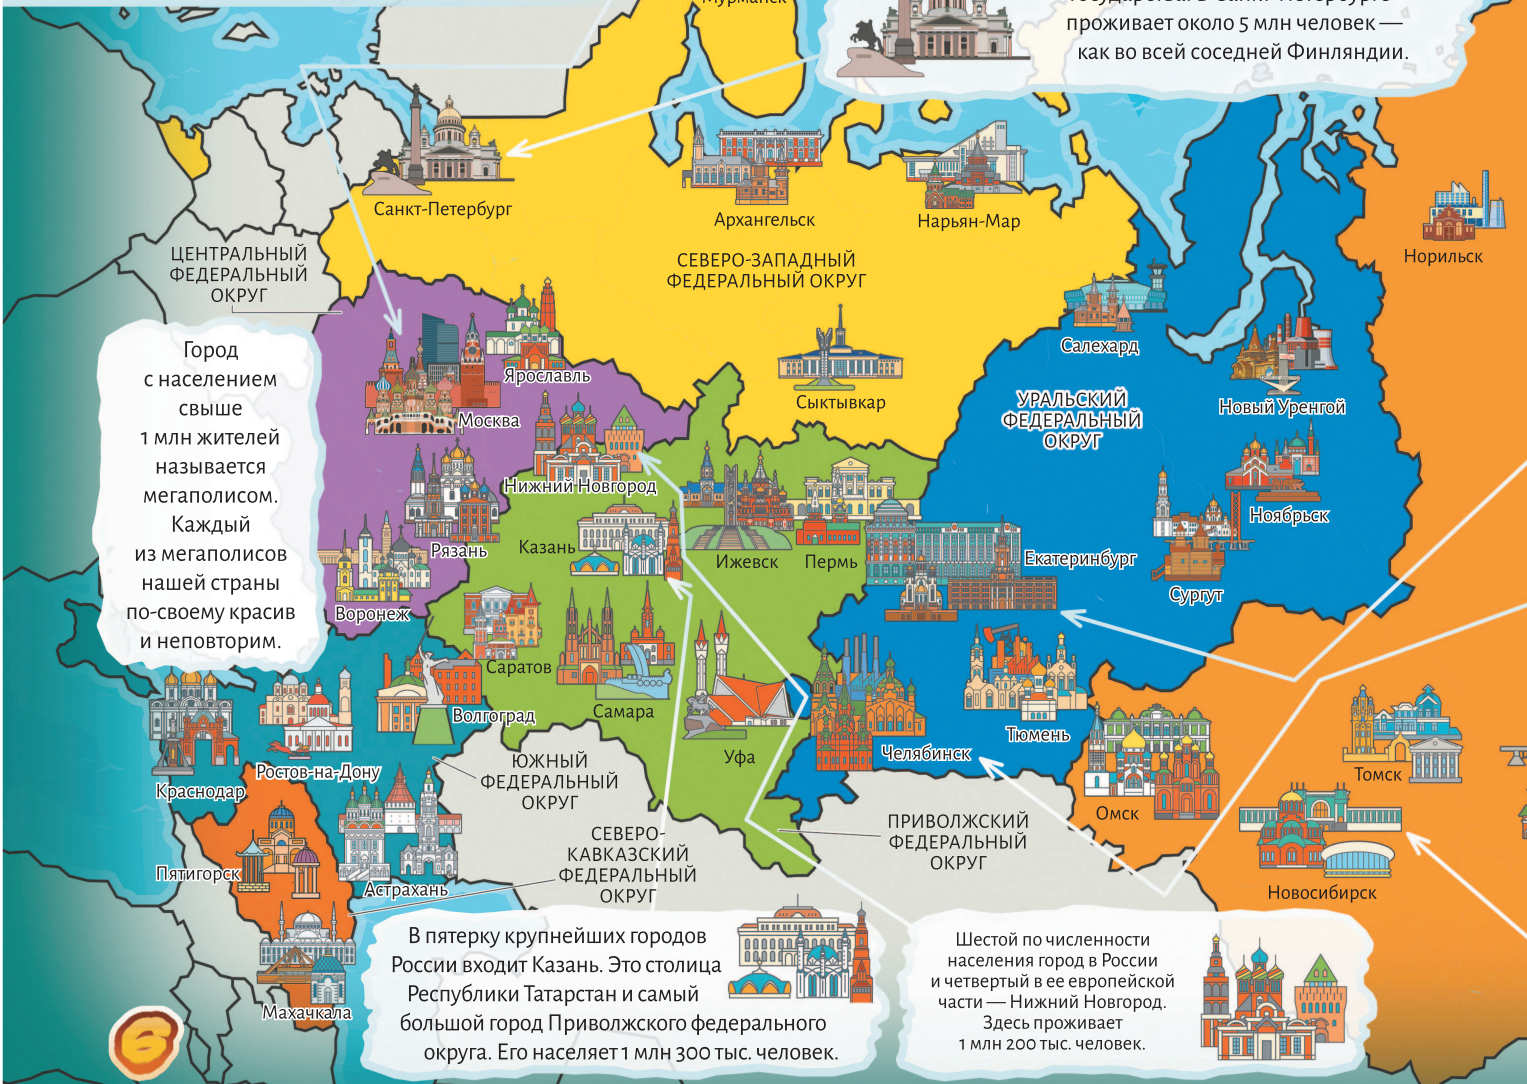 Мурманск
проживает около 5 млн человек —
как во всей соседней Финляндии.
Санкт-Петербург
Архангельск
Нарьян-Мар
Норильск
ЦЕНТРАЛЬНЫЙ
ФЕДЕРАЛЬНЫЙ
ОКРУГ
СЕВЕРО-ЗАПАДНЫЙ
ФЕДЕРАЛЬНЫЙ ОКРУГ
Город
с населением
свыше
1 млн жителей
называется
мегаполисом.
Каждый
из мегаполисов
нашей страны
по-своему красив
и неповторим.
Ярославль
Москва
Сыктывкар
Салехард
УРАЛЬСКИЙ
ФЕДЕРАЛЬНЫЙ
ОКРУГ
Новый Уренгой
Нижний Новгород
Ноябрьск
Рязань
Казань
Ижевск
Пермь
Екатеринбург
Сургут
Воронеж
Саратов
Самара
Волгоград
Уфа
Челябинск
Тюмень
Омск
Томск
Новосибирск
Ростов-на-Дону
Краснодар
ЮЖНЫЙ
ФЕДЕРАЛЬНЫЙ
ОКРУГ
СЕВЕРО-
КАВКАЗСКИЙ
ФЕДЕРАЛЬНЫЙ
ОКРУГ
ПРИВОЛЖСКИЙ
ФЕДЕРАЛЬНЫЙ
ОКРУГ
Пятигорск
Астрахань
Махачкала
В пятерку крупнейших городов
России входит Казань. Это столица
Республики Татарстан и самый
большой город Приволжского федерального
округа. Его населяет 1 млн 300 тыс. человек.
Шестой по численности
населения город в России
и четвертый в ее европейской
части — Нижний Новгород.
Здесь проживает
1 млн 200 тыс. человек.
6